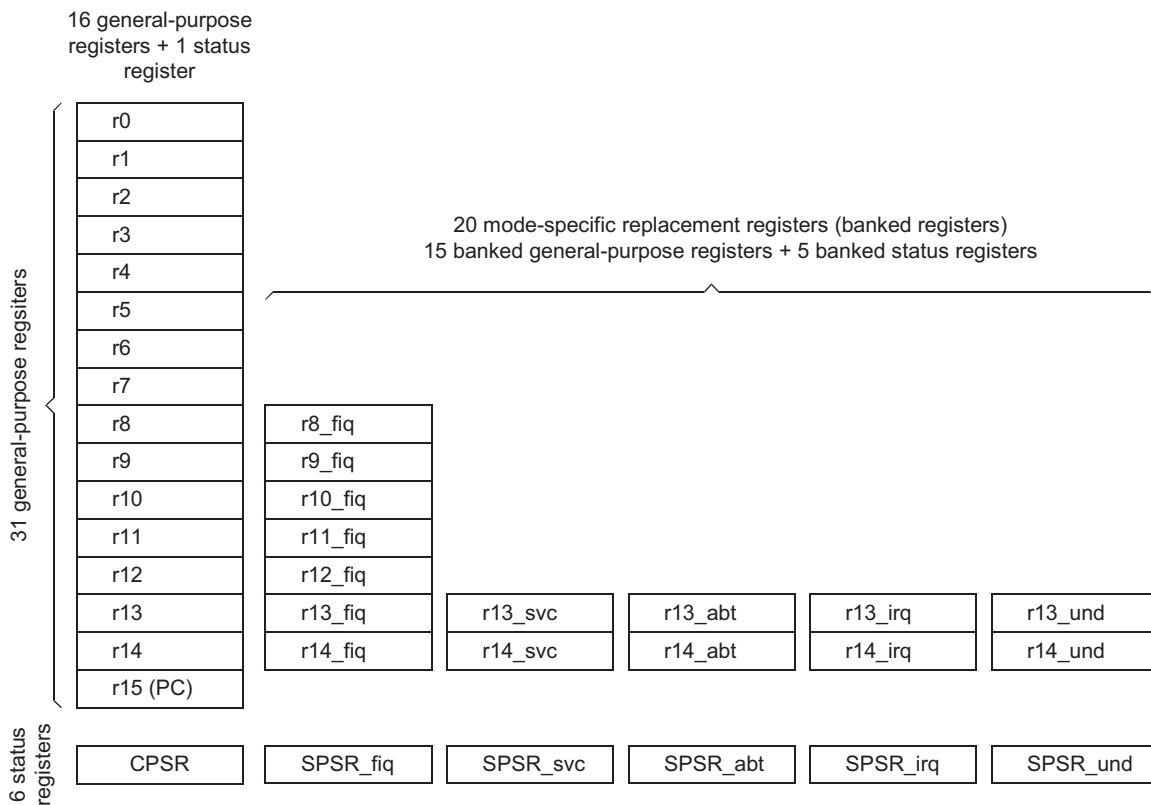 16 general-purpose
registers + 1 status
register
r0
r1
r2
r3
r4
r5
r6
r7
r8
r9
r10
r11
r12
r13
r14
r15 (PC)
CPSR
31 general-purpose regsiters
6 status
registers
20 mode-specific replacement registers (banked registers)
15 banked general-purpose registers + 5 banked status registers
r8_fiq
r9_fiq
r10_fiq
r11_fiq
r12_fiq
r13_fiq
r14_fiq
SPSR_fiq
r13_svc
r14_svc
SPSR_svc
r13_abt
r14_abt
SPSR_abt
r13_irq
r14_irq
SPSR_irq
r13_und
r14_und
SPSR_und